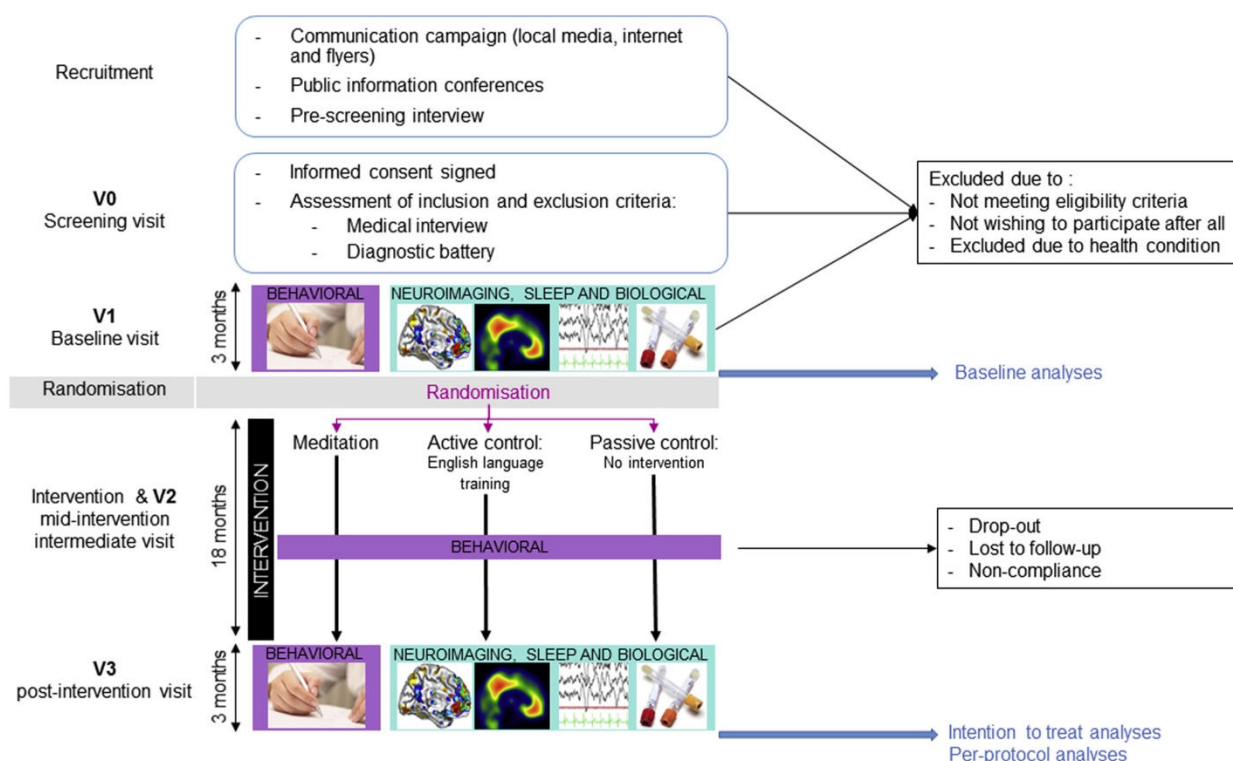 Recruitment
- Communication campaign (local media, internet
and flyers)
- Public information conferences
- Pre-screening interview
V0
Screening visit
- Informed consent signed
- Assessment of inclusion and exclusion criteria:
- Medical interview
- Diagnostic battery
Excluded due to :
- Not meeting eligibility criteria
- Not wishing to participate after all
- Excluded due to health condition
V1
Baseline visit
3 months
BEHAVIORAL
NEUROIMAGING, SLEEP AND BIOLOGICAL
Baseline analyses
Randomisation
Randomisation
Intervention & V2
mid-intervention
intermediate visit
18 months
INTERVENTION
Meditation
Active control:
English language
training
Passive control:
No intervention
BEHAVIORAL
- Drop-out
- Lost to follow-up
- Non-compliance
V3
post-intervention visit
3 months
BEHAVIORAL
NEUROIMAGING, SLEEP AND BIOLOGICAL
Intention to treat analyses
Per-protocol analyses